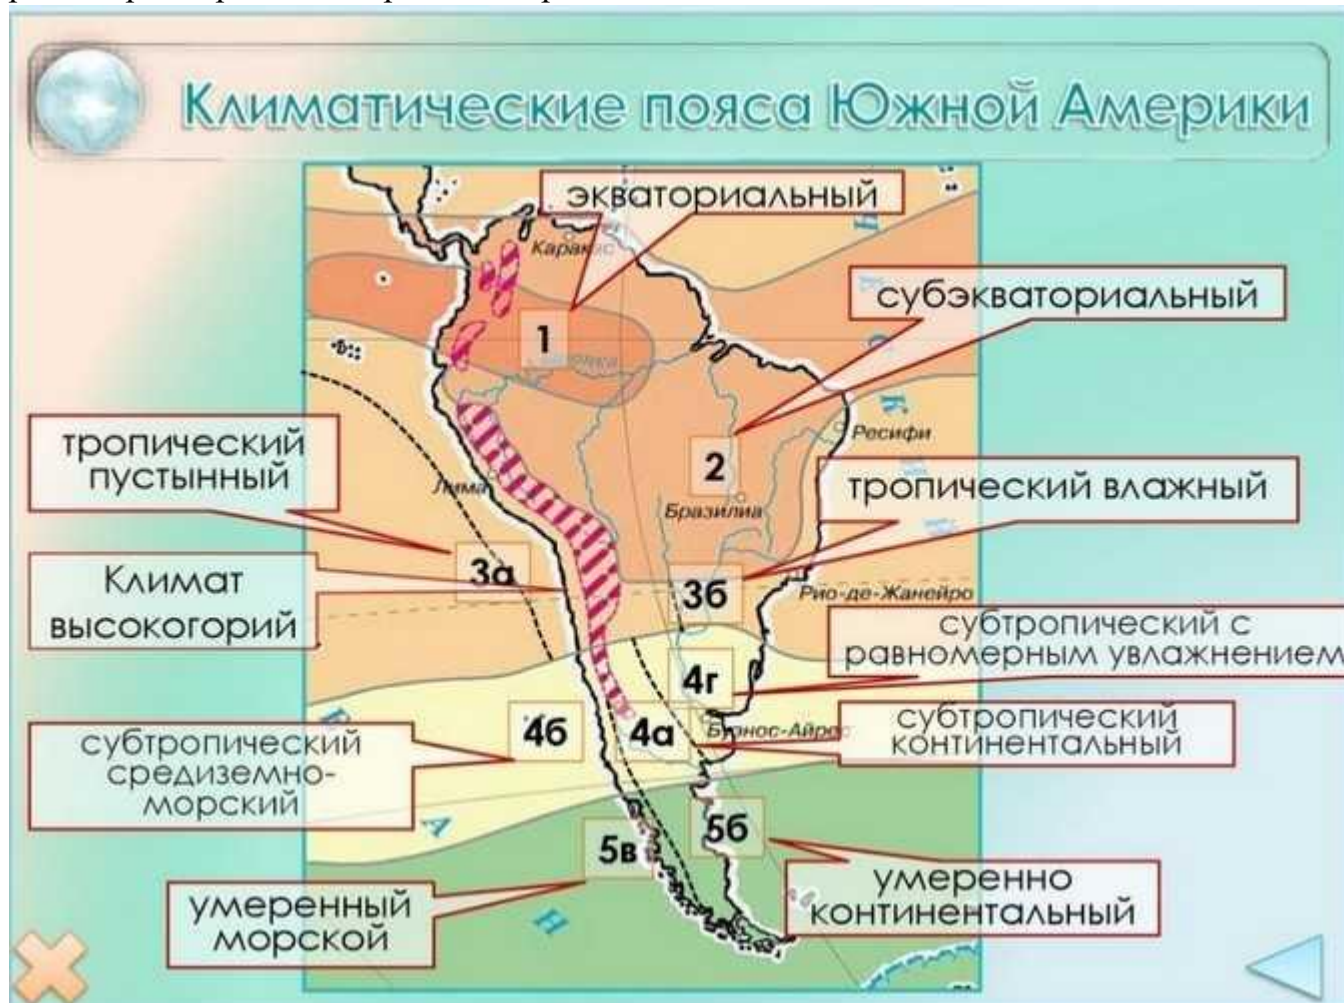 Климатические пояса Южной Америки
экваториальный
Каракас
субэкваториальный
1
тропический
пустынный
Ресифи
2
Лима
тропический влажный
Бразилиа
3а
Климат
высокогорий
3б
Рио-де-Жанейро
субтропический с
равномерным увлажнением
4г
4б
4а
Буэнос-Айрес
субтропический
континентальный
субтропический
средиземно-
морский
5б
5в
умеренно
континентальный
умеренный
морской